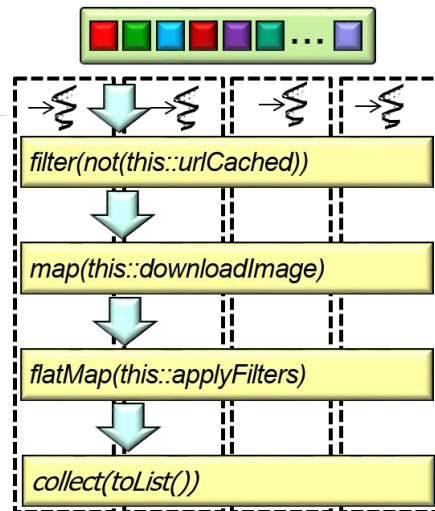 ...
filter(not(this::urlCached))
map(this::downloadImage)
flatMap(this::applyFilters)
collect(toList())